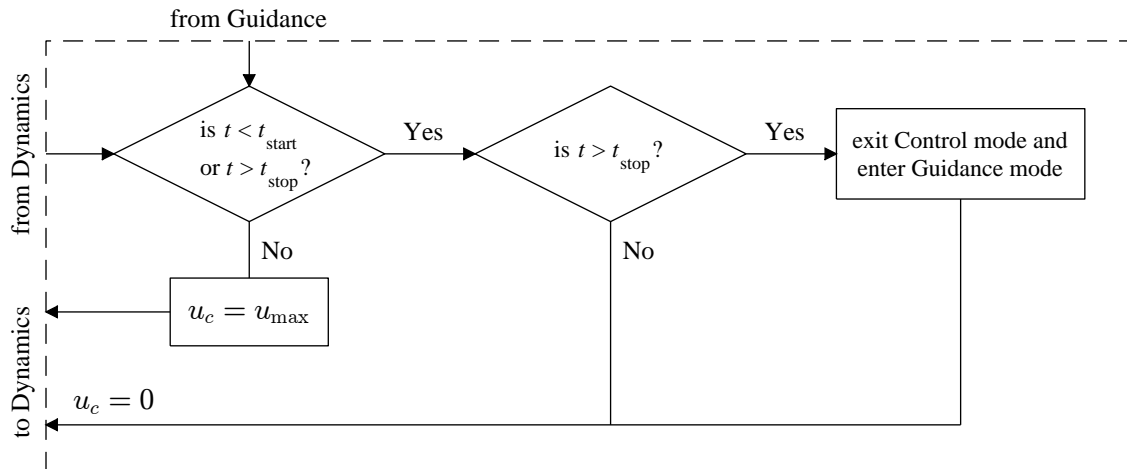 from Guidance
from Dynamics
is t < t_start
or t > t_stop?
Yes
is t > t_stop?
Yes
exit Control mode and
enter Guidance mode
No
No
u_c = u_max
to Dynamics
u_c = 0